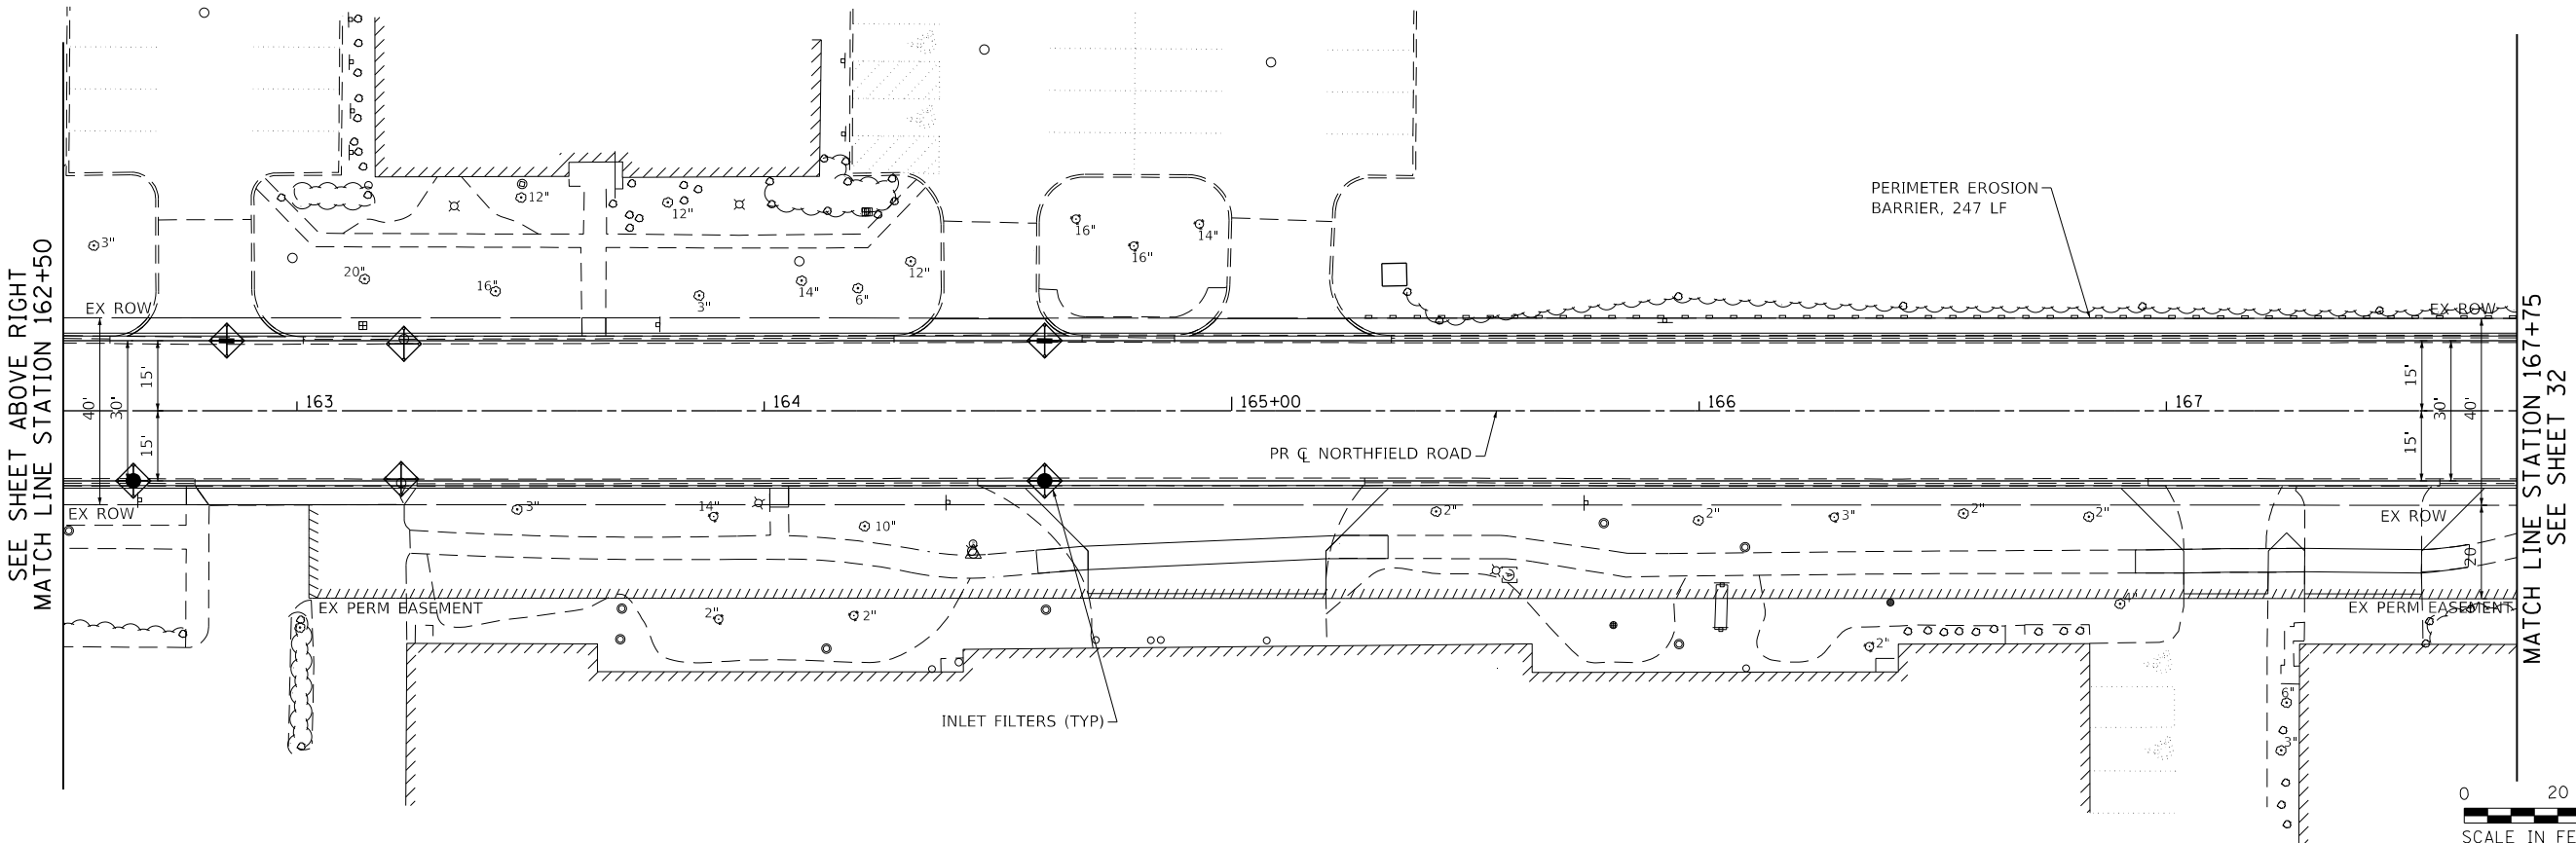 SEE SHEET ABOVE RIGHT
MATCH LINE STATION 162+50
PERIMETER EROSION
BARRIER, 247 LF
12"
12"
3"
16"
14"
16"
20"
16"
3"
14"
6"
12"
EX ROW
EX ROW
15'
15'
40'
30'
163
164
165+00
166
167
15'
15'
30'
40'
PR ℄ NORTHFIELD ROAD
EX ROW
3"
14"
10"
2"
2"
3"
2"
2"
EX ROW
20
EX PERM EASEMENT
2"
2"
4"
EX PERM EASEMENT
2"
INLET FILTERS (TYP)
6"
3"
MATCH LINE STATION 167+75
SEE SHEET 32
0 20
SCALE IN FE